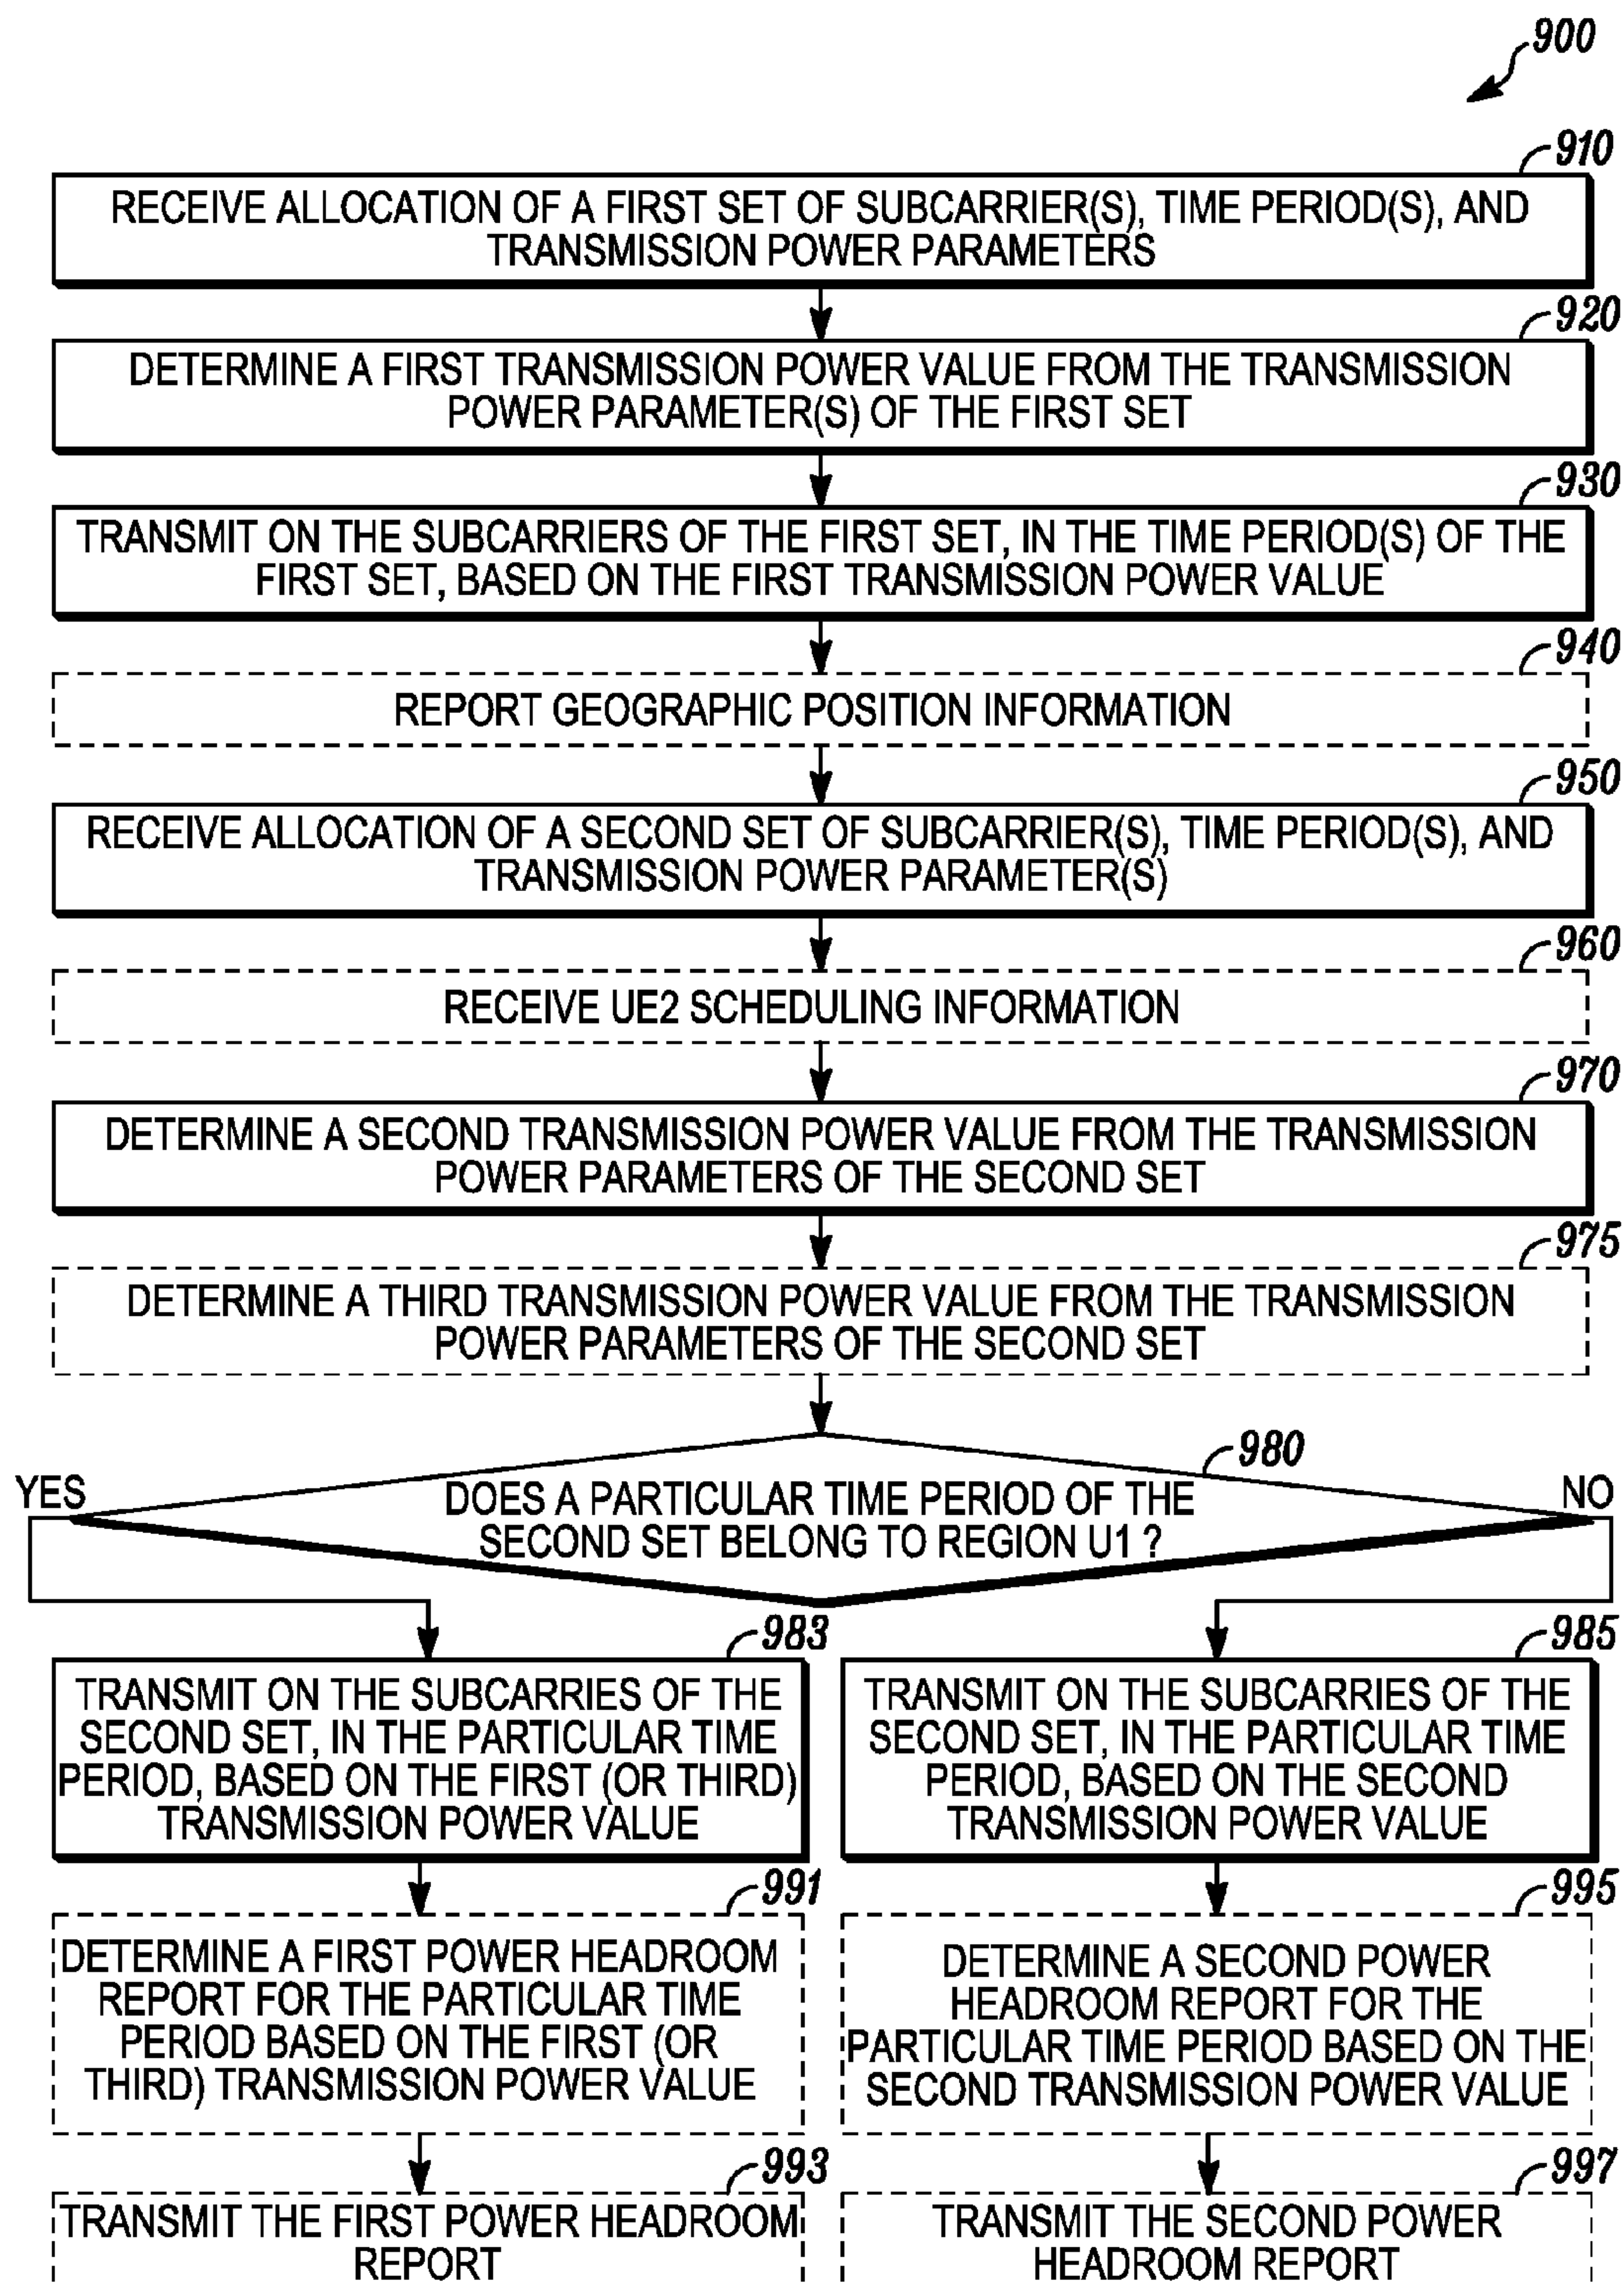 900
910
RECEIVE ALLOCATION OF A FIRST SET OF SUBCARRIER(S), TIME PERIOD(S), AND
TRANSMISSION POWER PARAMETERS
920
DETERMINE A FIRST TRANSMISSION POWER VALUE FROM THE TRANSMISSION
POWER PARAMETER(S) OF THE FIRST SET
930
TRANSMIT ON THE SUBCARRIERS OF THE FIRST SET, IN THE TIME PERIOD(S) OF THE
FIRST SET, BASED ON THE FIRST TRANSMISSION POWER VALUE
940
REPORT GEOGRAPHIC POSITION INFORMATION
950
RECEIVE ALLOCATION OF A SECOND SET OF SUBCARRIER(S), TIME PERIOD(S), AND
TRANSMISSION POWER PARAMETER(S)
960
RECEIVE UE2 SCHEDULING INFORMATION
970
DETERMINE A SECOND TRANSMISSION POWER VALUE FROM THE TRANSMISSION
POWER PARAMETERS OF THE SECOND SET
975
DETERMINE A THIRD TRANSMISSION POWER VALUE FROM THE TRANSMISSION
POWER PARAMETERS OF THE SECOND SET
980
YES
NO
DOES A PARTICULAR TIME PERIOD OF THE
SECOND SET BELONG TO REGION U1 ?
983
TRANSMIT ON THE SUBCARRIES OF THE
SECOND SET, IN THE PARTICULAR TIME
PERIOD, BASED ON THE FIRST (OR THIRD)
TRANSMISSION POWER VALUE
985
TRANSMIT ON THE SUBCARRIES OF THE
SECOND SET, IN THE PARTICULAR TIME
PERIOD, BASED ON THE SECOND
TRANSMISSION POWER VALUE
991
DETERMINE A FIRST POWER HEADROOM
REPORT FOR THE PARTICULAR TIME
PERIOD BASED ON THE FIRST (OR
THIRD) TRANSMISSION POWER VALUE
995
DETERMINE A SECOND POWER
HEADROOM REPORT FOR THE
PARTICULAR TIME PERIOD BASED ON THE
SECOND TRANSMISSION POWER VALUE
993
TRANSMIT THE FIRST POWER HEADROOM
REPORT
997
TRANSMIT THE SECOND POWER
HEADROOM REPORT